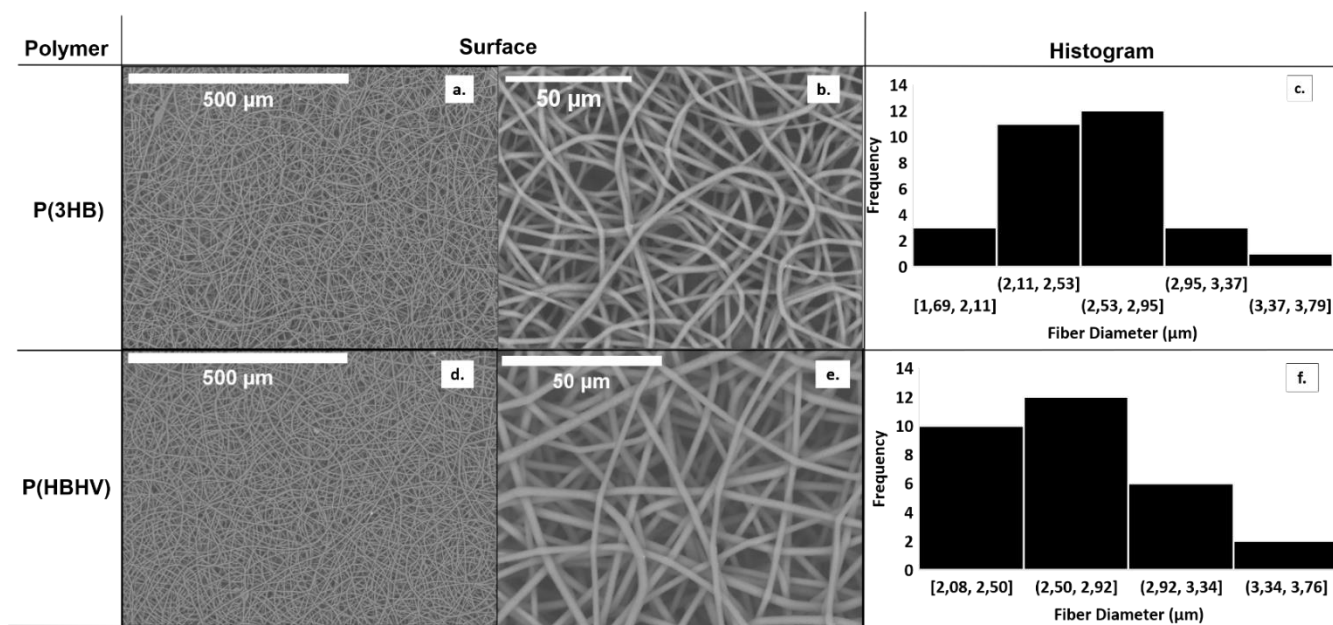 Polymer
Surface
Histogram
P(3HB)
500 µm
a.
50 µm
b.
c.
Frequency
14
12
10
8
6
4
2
0
(2,11, 2,53]
(2,95, 3,37]
[1,69, 2,11]
(2,53, 2,95]
(3,37, 3,79]
Fiber Diameter (µm)
P(HBHV)
500 µm
d.
50 µm
e.
f.
Frequency
14
12
10
8
6
4
2
0
[2,08, 2,50]
(2,50, 2,92]
(2,92, 3,34]
(3,34, 3,76]
Fiber Diameter (µm)